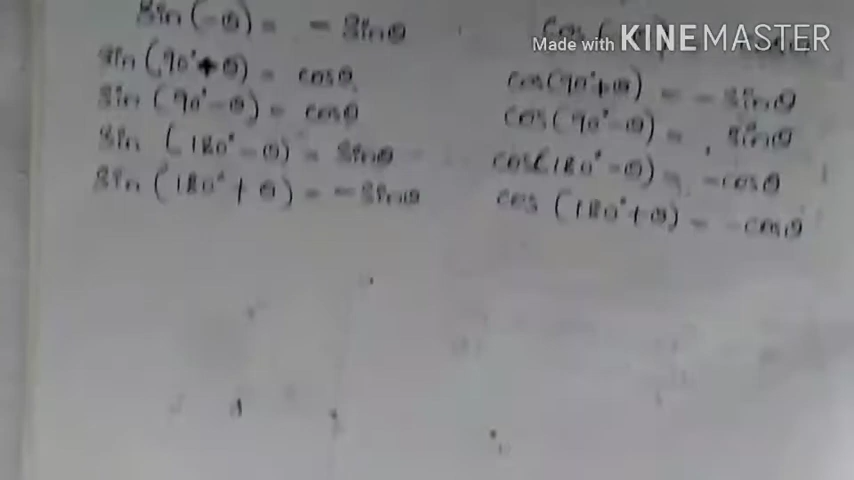 sin (-θ) = - sinθ
sin (90°+θ) = cosθ
sin (90°-θ) = cosθ
sin (180°-θ) = sinθ
sin (180°+θ) = -sinθ
cos (
Made with KINEMASTER
cos(90°+θ) = -sinθ
cos(90°-θ) = sinθ
cos(180°-θ) = -cosθ
cos (180°+θ) = -cosθ